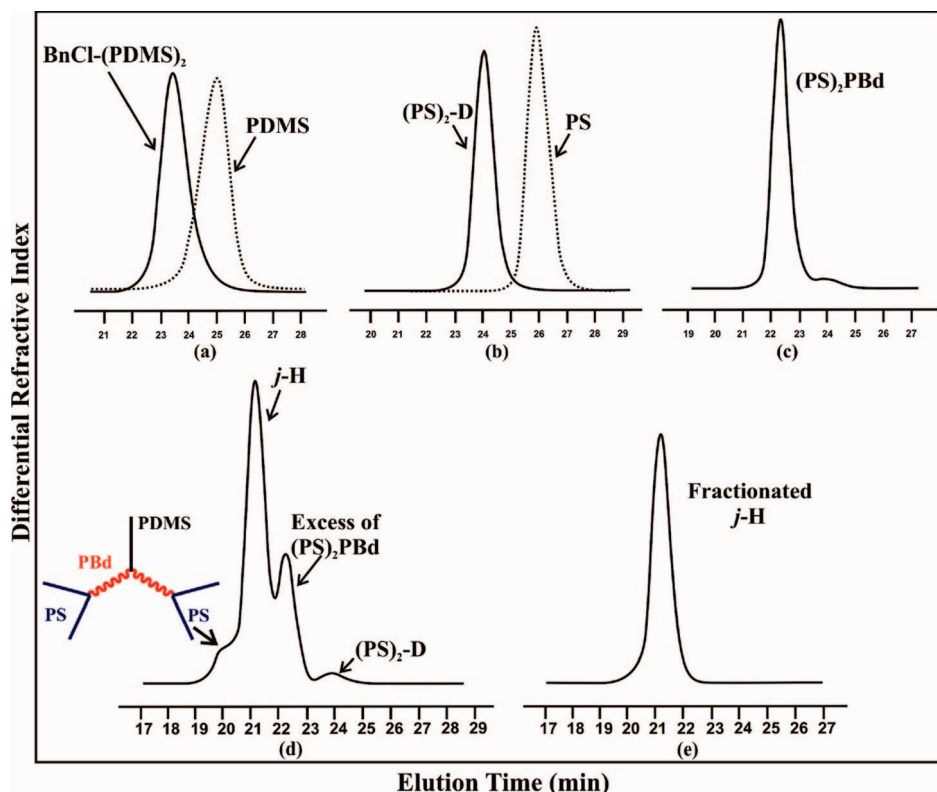 Differential Refractive Index
BnCl-(PDMS)2
PDMS
21 22 23 24 25 26 27 28
(a)
(PS)2-D
PS
20 21 22 23 24 25 26 27 28 29
(b)
(PS)2PBd
19 20 21 22 23 24 25 26 27
(c)
j-H
PDMS
PBd
PS
PS
Excess of
(PS)2PBd
(PS)2-D
17 18 19 20 21 22 23 24 25 26 27 28 29
(d)
Fractionated
j-H
17 18 19 20 21 22 23 24 25 26 27
(e)
Elution Time (min)